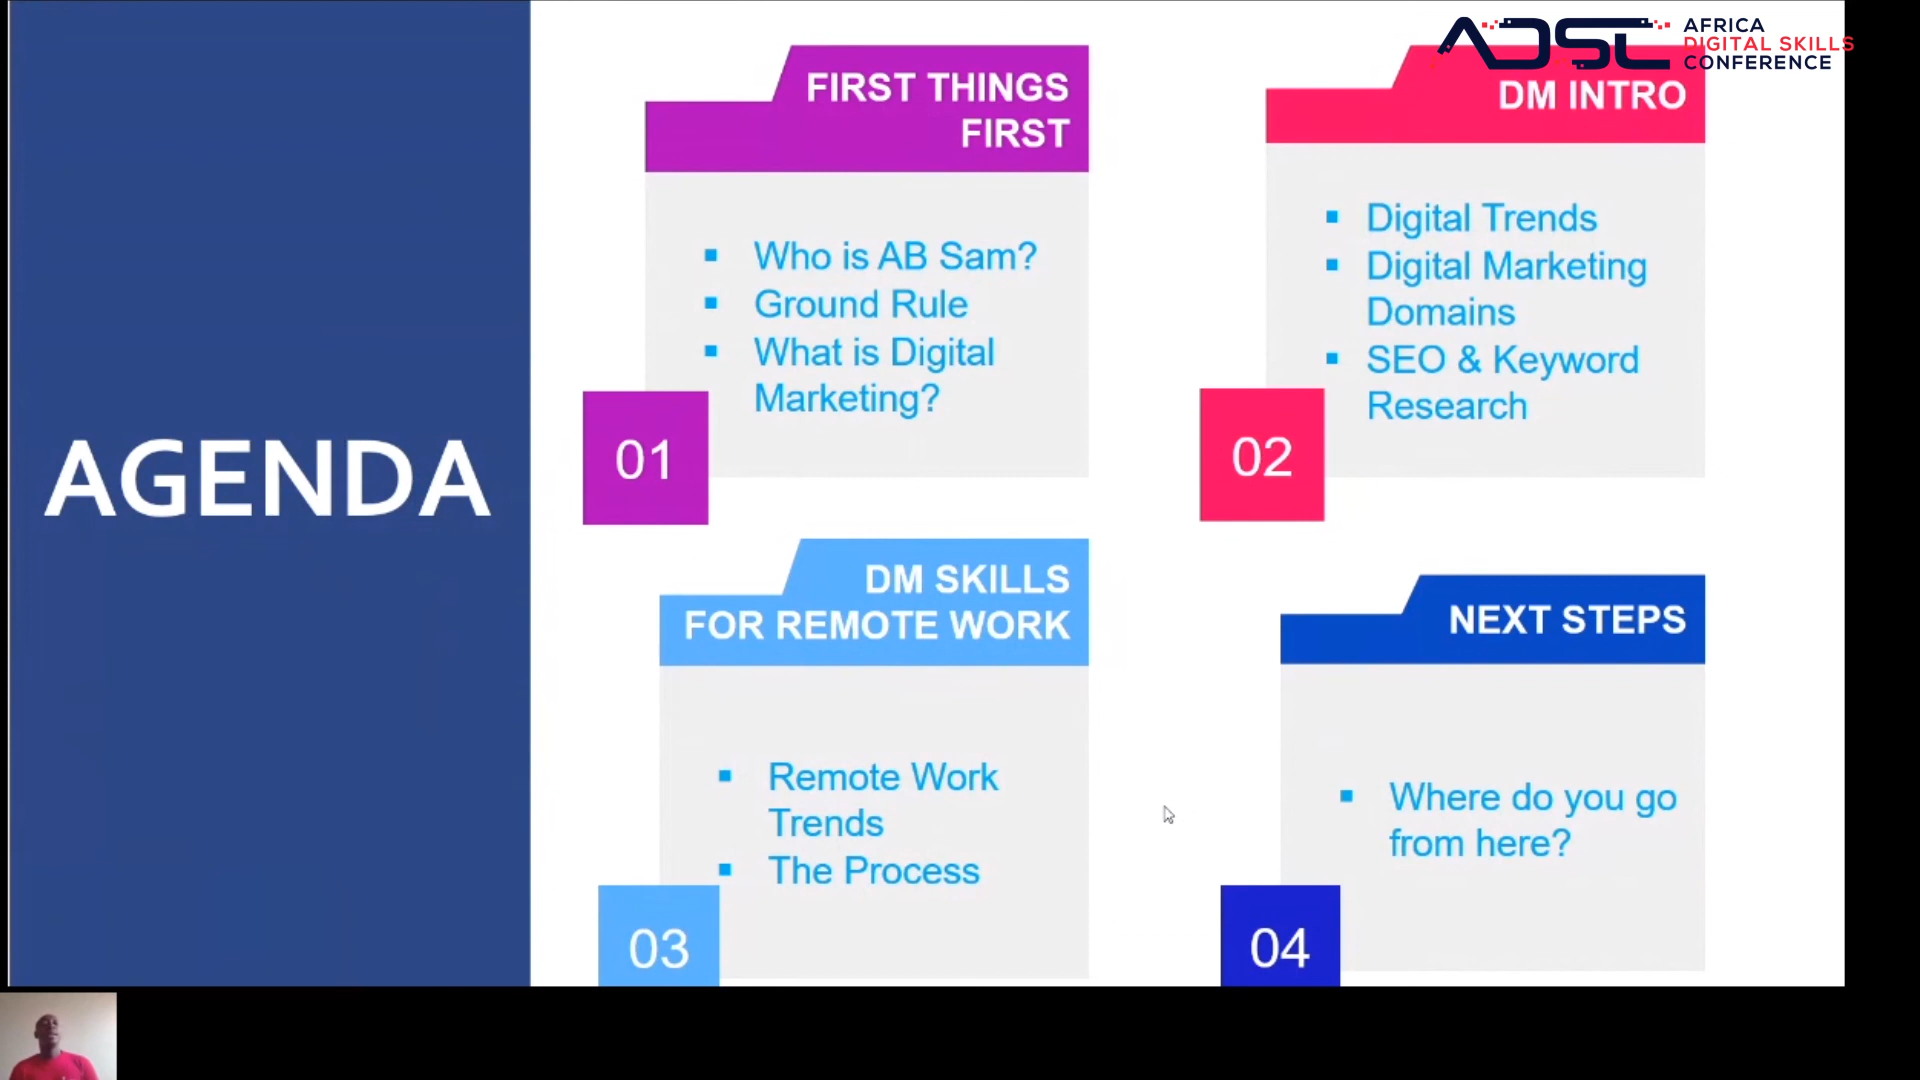 AFRICA
DIGITAL SKILLS
CONFERENCE
AGENDA
FIRST THINGS
FIRST
Who is AB Sam?
Ground Rule
What is Digital
Marketing?
01
DM INTRO
Digital Trends
Digital Marketing
Domains
SEO & Keyword
Research
02
DM SKILLS
FOR REMOTE WORK
Remote Work
Trends
The Process
03
NEXT STEPS
Where do you go
from here?
04